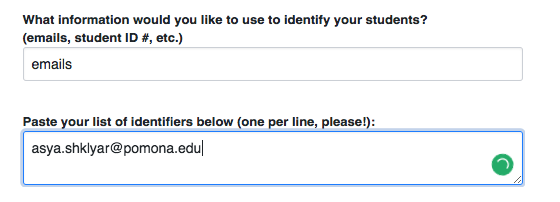 What information would you like to use to identify your students?
(emails, student ID #, etc.)
emails
Paste your list of identifiers below (one per line, please!):
asya.shklyar@pomona.edu